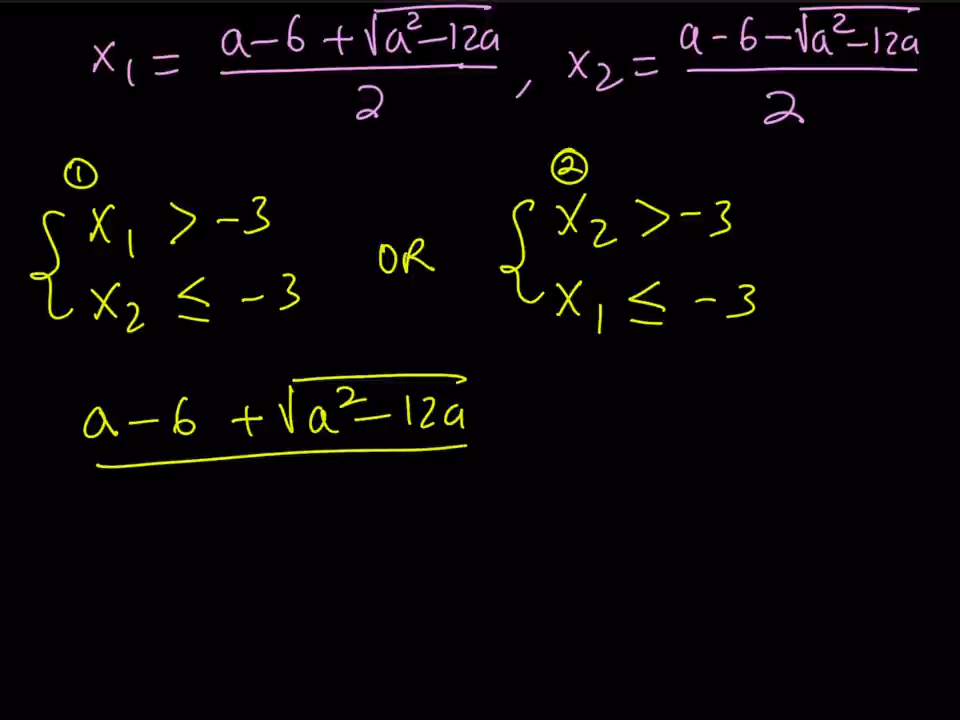 x₁ = (a-6+√(a²-12a))/2 , x₂ = (a-6-√(a²-12a))/2
① ②
{ x₁ > -3 OR { x₂ > -3
x₂ ≤ -3 x₁ ≤ -3
a-6+√(a²-12a)